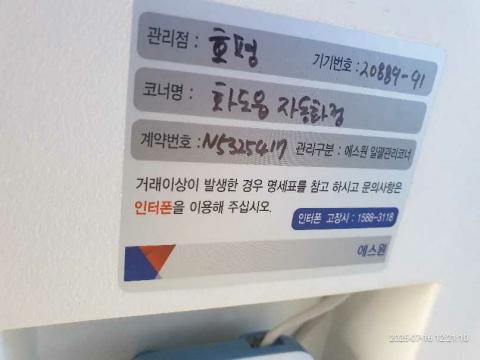 관리점 : 호평 기기번호 : 20889-91
코너명 : 화도읍 자동화점
계약번호 : N5325417 관리구분 : 에스원 일괄관리코너
거래이상이 발생한 경우 명세표를 참고 하시고 문의사항은
인터폰을 이용해 주십시오.
인터폰 고장시 : 1588-3118
에스원
2025-07-16 12:21:10